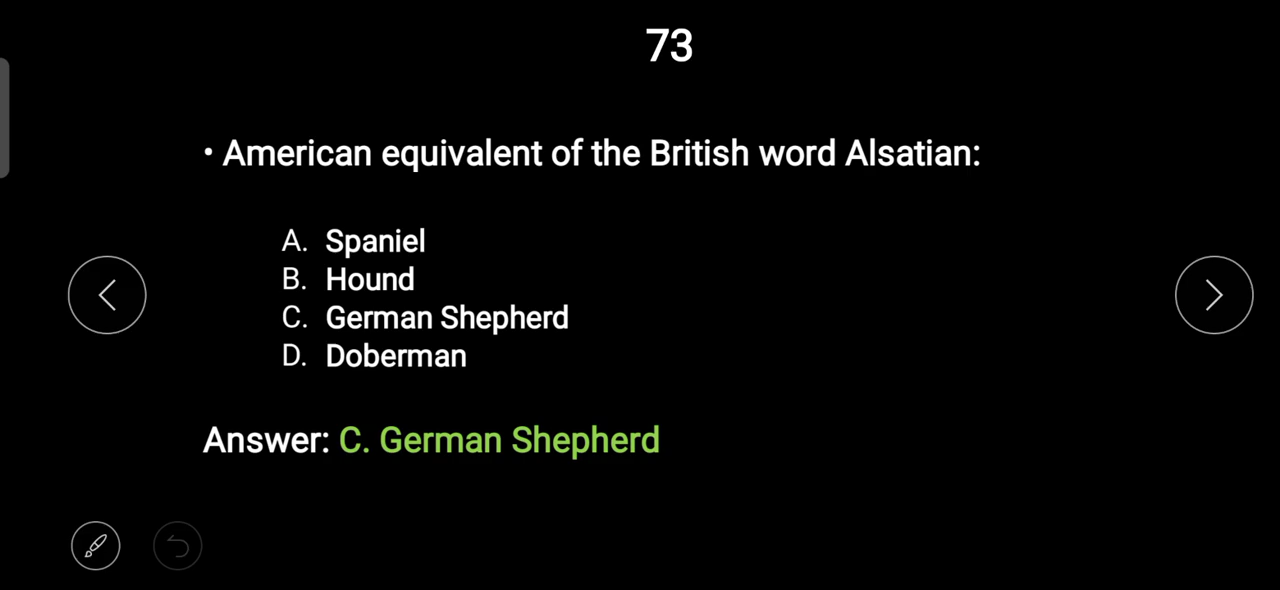 73
• American equivalent of the British word Alsatian:
A. Spaniel
B. Hound
C. German Shepherd
D. Doberman
Answer: C. German Shepherd